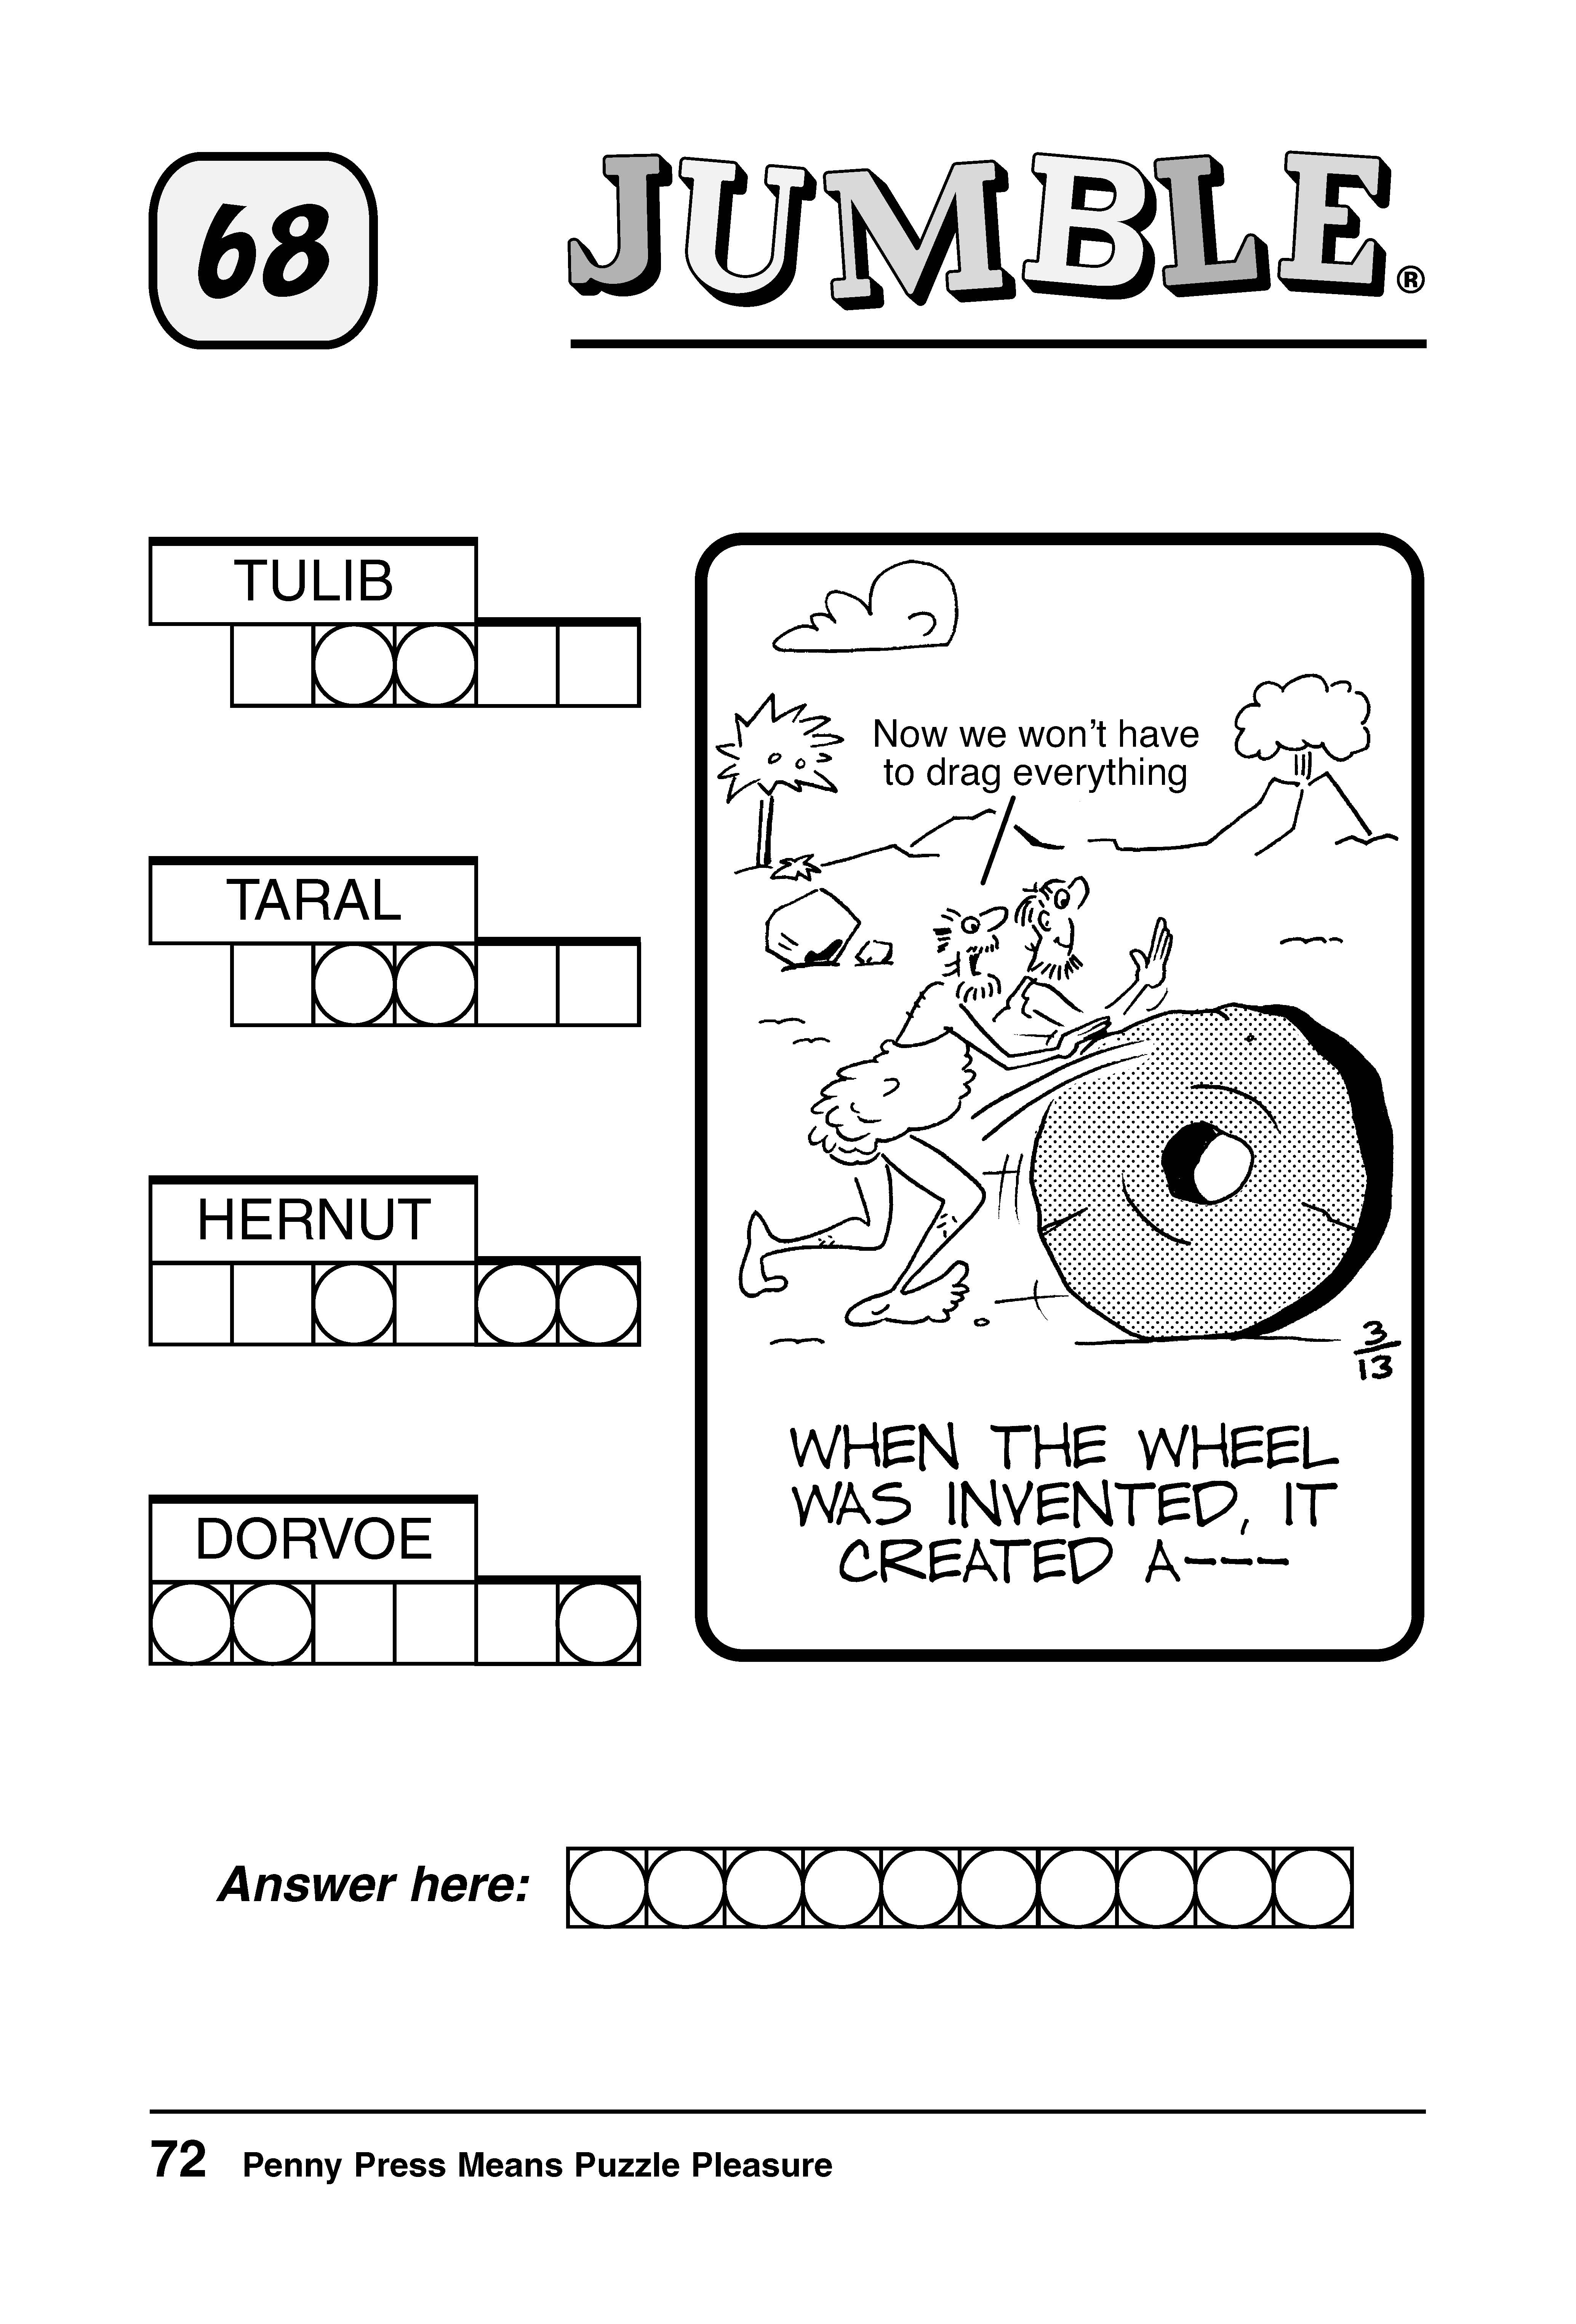 68
JUMBLE®
TULIB
TARAL
HERNUT
DORVOE
Now we won't have
to drag everything
3
13
WHEN THE WHEEL
WAS INVENTED, IT
CREATED A---
Answer here:
72 Penny Press Means Puzzle Pleasure